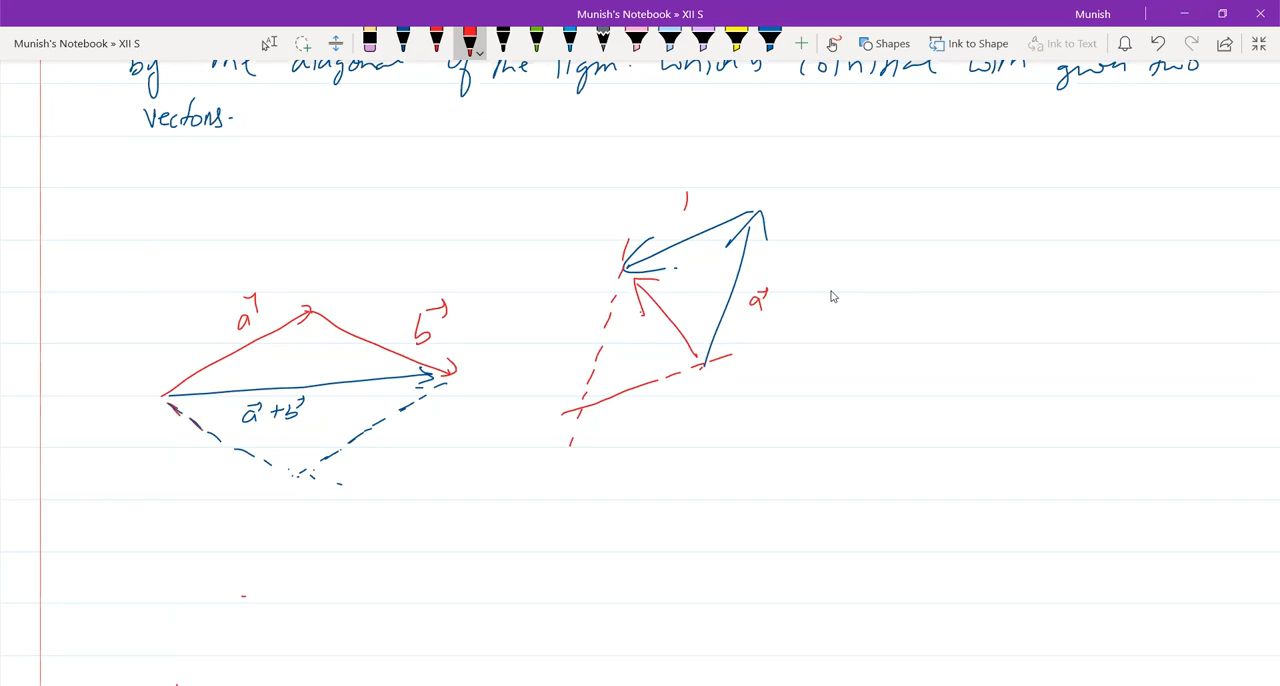 Munish's Notebook » XII S
Munish
Munish's Notebook » XII S
Shapes
Ink to Shape
Ink to Text
by the diagonal of the llgm. which is coinitial with given two
vectors.
a⃗
b⃗
a⃗ + b⃗
a⃗